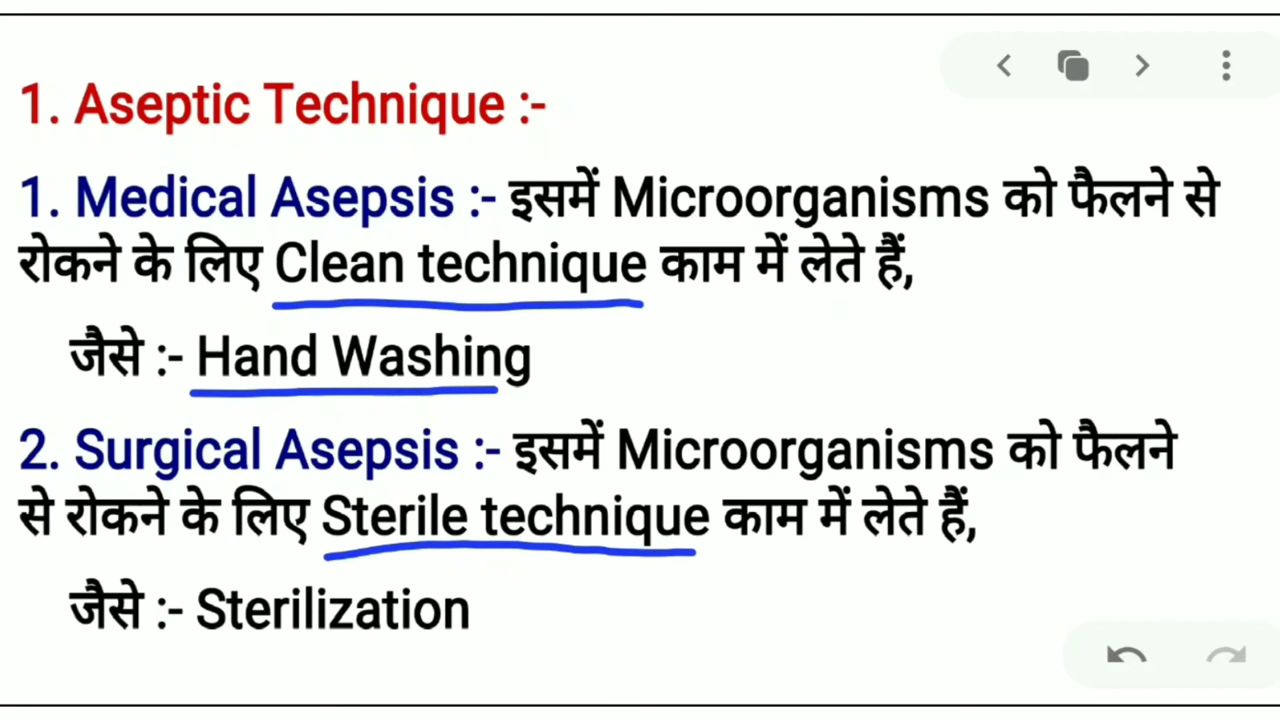 1. Aseptic Technique :-
1. Medical Asepsis :- इसमें Microorganisms को फैलने से
रोकने के लिए Clean technique काम में लेते हैं,
जैसे :- Hand Washing
2. Surgical Asepsis :- इसमें Microorganisms को फैलने
से रोकने के लिए Sterile technique काम में लेते हैं,
जैसे :- Sterilization